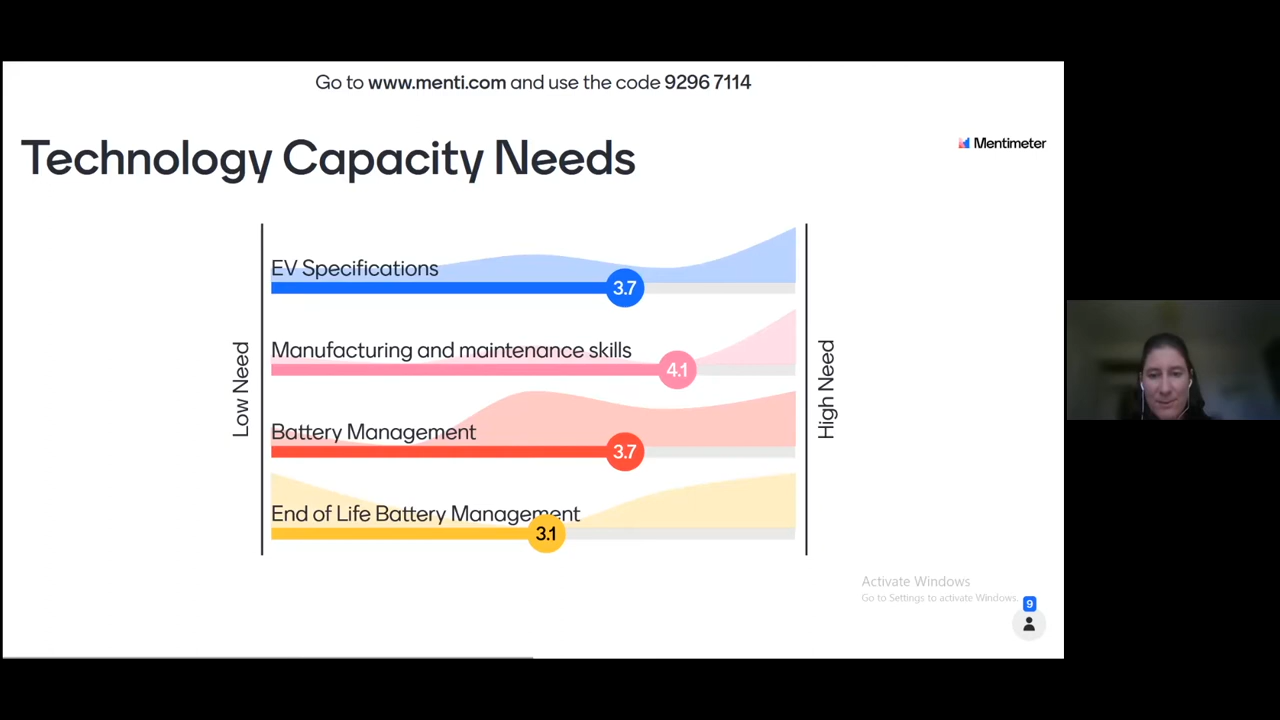 Go to www.menti.com and use the code 9296 7114
Technology Capacity Needs
Mentimeter
Low Need
EV Specifications
3.7
Manufacturing and maintenance skills
4.1
Battery Management
3.7
End of Life Battery Management
3.1
High Need
Activate Windows
Go to Settings to activate Windows.
9